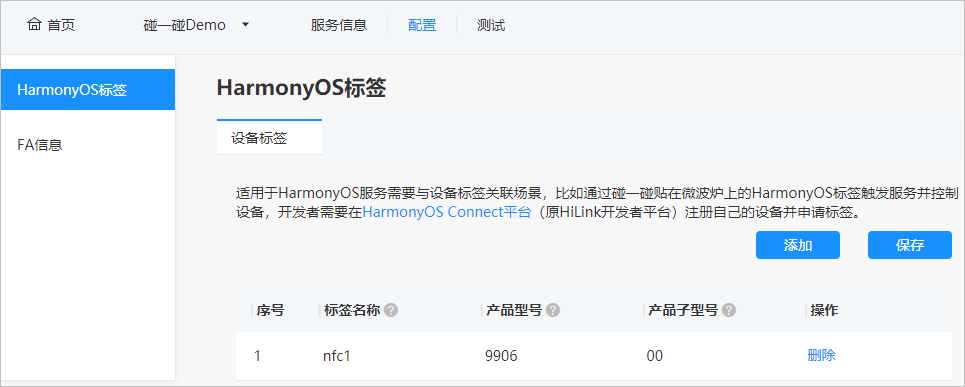 首页 碰一碰Demo 服务信息 配置 测试
HarmonyOS标签
FA信息
HarmonyOS标签
设备标签
适用于HarmonyOS服务需要与设备标签关联场景，比如通过碰一碰贴在微波炉上的HarmonyOS标签触发服务并控制
设备，开发者需要在HarmonyOS Connect平台（原HiLink开发者平台）注册自己的设备并申请标签。
添加 保存
序号 标签名称 ? 产品型号 ? 产品子型号 ? 操作
1 nfc1 9906 00 删除